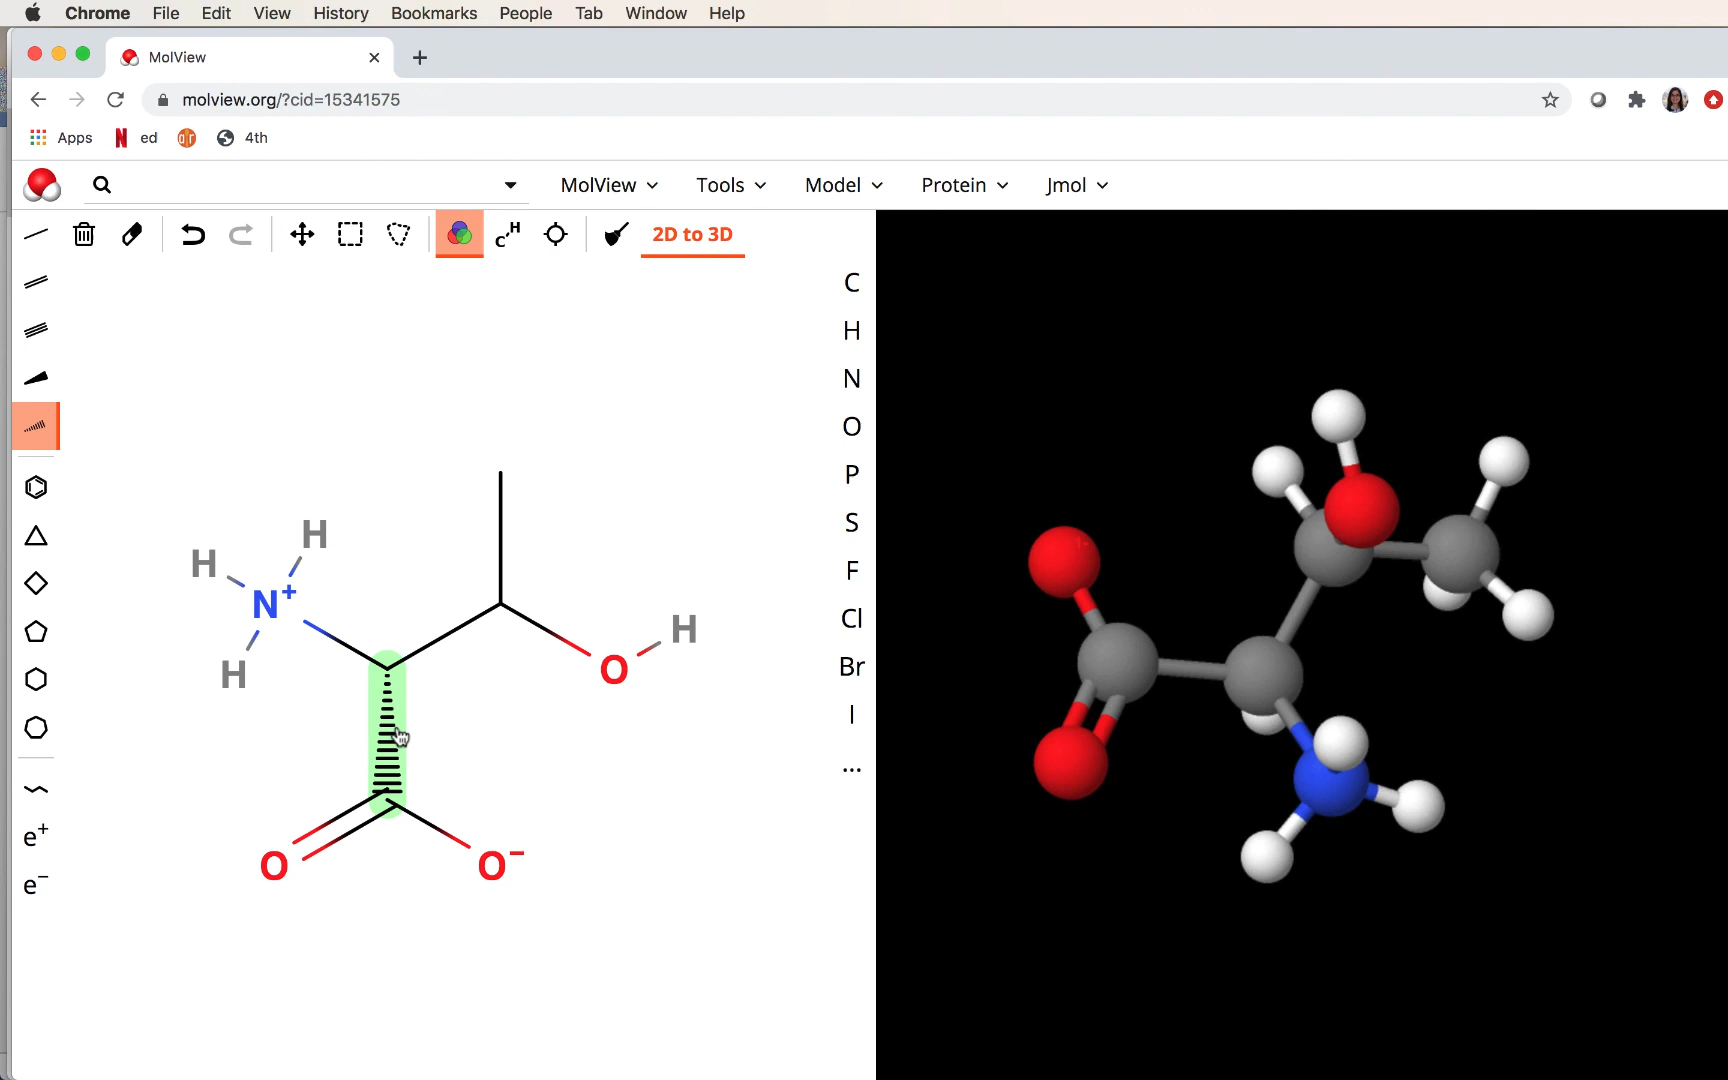 Chrome File Edit View History Bookmarks People Tab Window Help
MolView
molview.org/?cid=15341575
Apps N ed 4th
MolView Tools Model Protein Jmol
C H 2D to 3D
C
H
N
O
P
S
F
Cl
Br
I
...
e+
e−
H
H
N+
H
H
O
O
O−